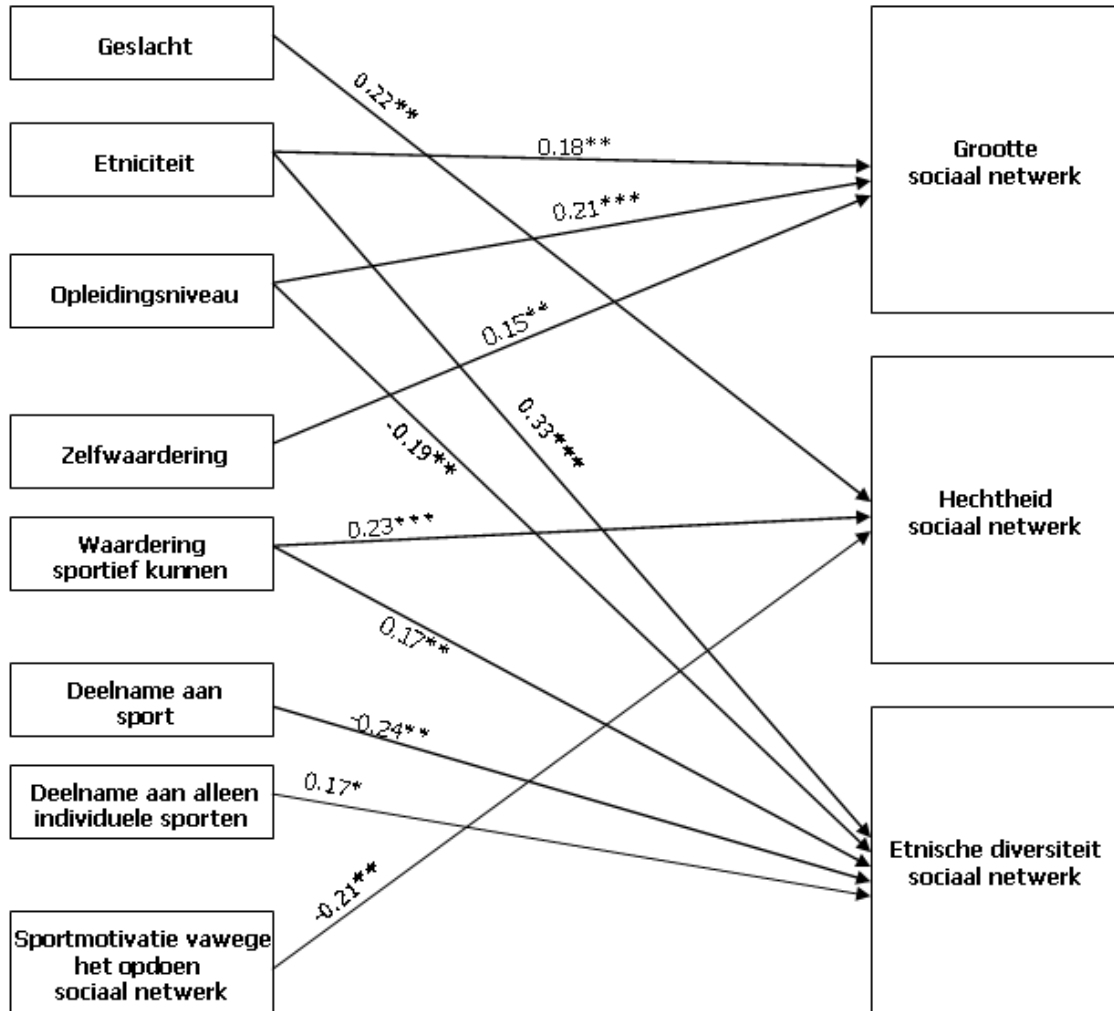 Geslacht
Etniciteit
Opleidingsniveau
Zelfwaardering
Waardering
sportief kunnen
Deelname aan
sport
Deelname aan alleen
individuele sporten
Sportmotivatie vawege
het opdoen
sociaal netwerk
0.22**
0.18**
0.21***
0.15**
0.33***
-0.19**
0.23***
0.17**
-0.24**
0.17*
-0.21**
Grootte
sociaal netwerk
Hechtheid
sociaal netwerk
Etnische diversiteit
sociaal netwerk